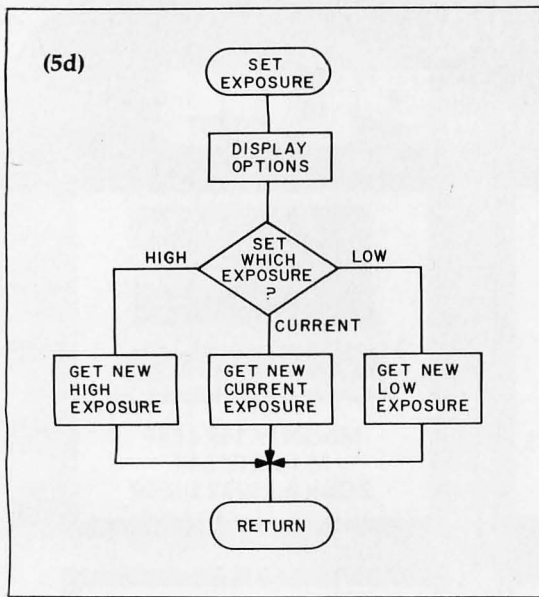 (5d)
SET
EXPOSURE
DISPLAY
OPTIONS
HIGH
SET
WHICH
EXPOSURE
?
LOW
CURRENT
GET NEW
HIGH
EXPOSURE
GET NEW
CURRENT
EXPOSURE
GET NEW
LOW
EXPOSURE
RETURN